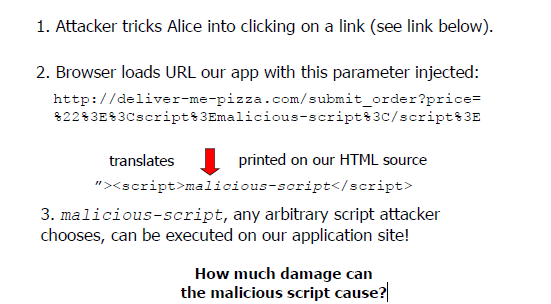 1. Attacker tricks Alice into clicking on a link (see link below).
2. Browser loads URL our app with this parameter injected:
http://deliver-me-pizza.com/submit_order?price=
%22%3E%3Cscript%3Emalicious-script%3C/script%3E
translates printed on our HTML source
”><script>malicious-script</script>
3. malicious-script, any arbitrary script attacker
chooses, can be executed on our application site!
How much damage can
the malicious script cause?